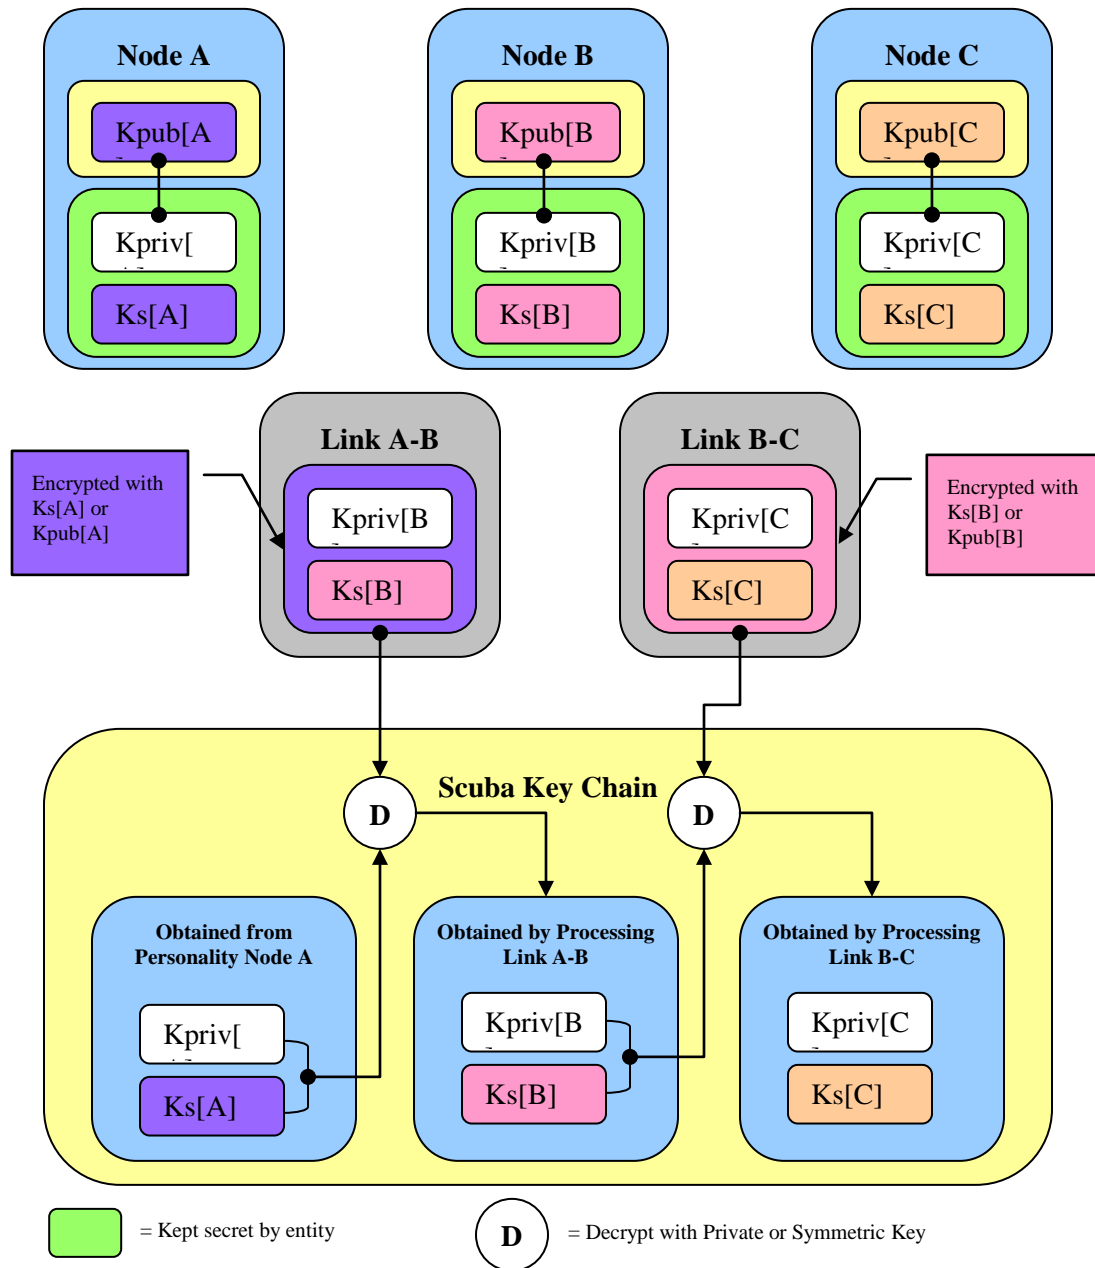 Node A
Node B
Node C
Kpub[A
Kpub[B
Kpub[C
Kpriv[
Kpriv[B
Kpriv[C
Ks[A]
Ks[B]
Ks[C]
Link A-B
Link B-C
Encrypted with
Ks[A] or
Kpub[A]
Kpriv[B
Ks[B]
Kpriv[C
Ks[C]
Encrypted with
Ks[B] or
Kpub[B]
Scuba Key Chain
D
D
Obtained from
Personality Node A
Kpriv[
Ks[A]
Obtained by Processing
Link A-B
Kpriv[B
Ks[B]
Obtained by Processing
Link B-C
Kpriv[C
Ks[C]
= Kept secret by entity
D
= Decrypt with Private or Symmetric Key